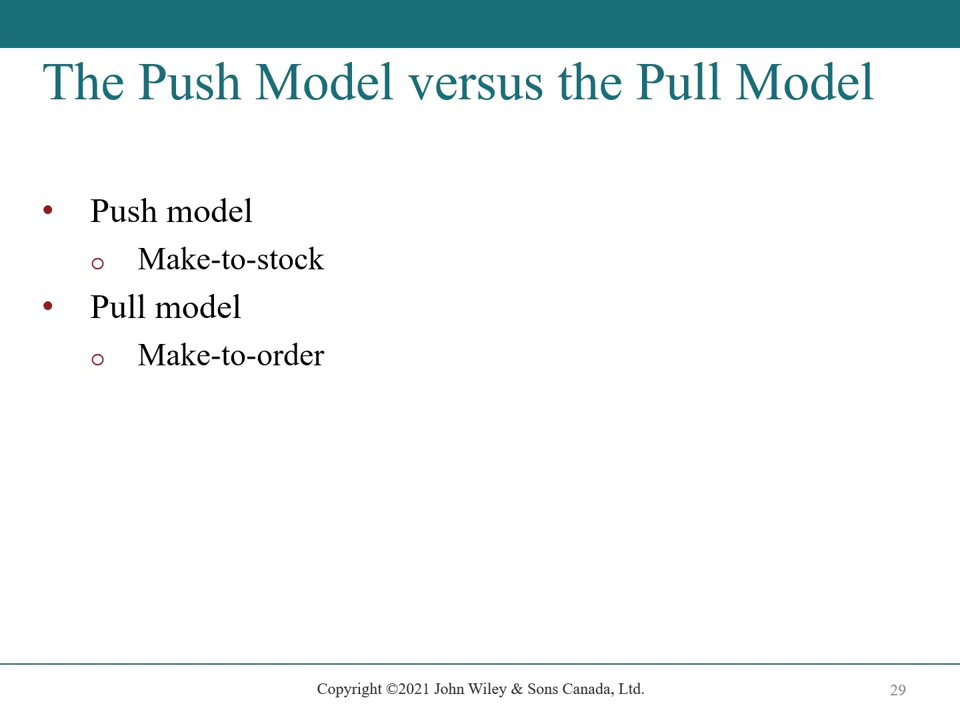 The Push Model versus the Pull Model
• Push model
o Make-to-stock
• Pull model
o Make-to-order
Copyright ©2021 John Wiley & Sons Canada, Ltd.
29